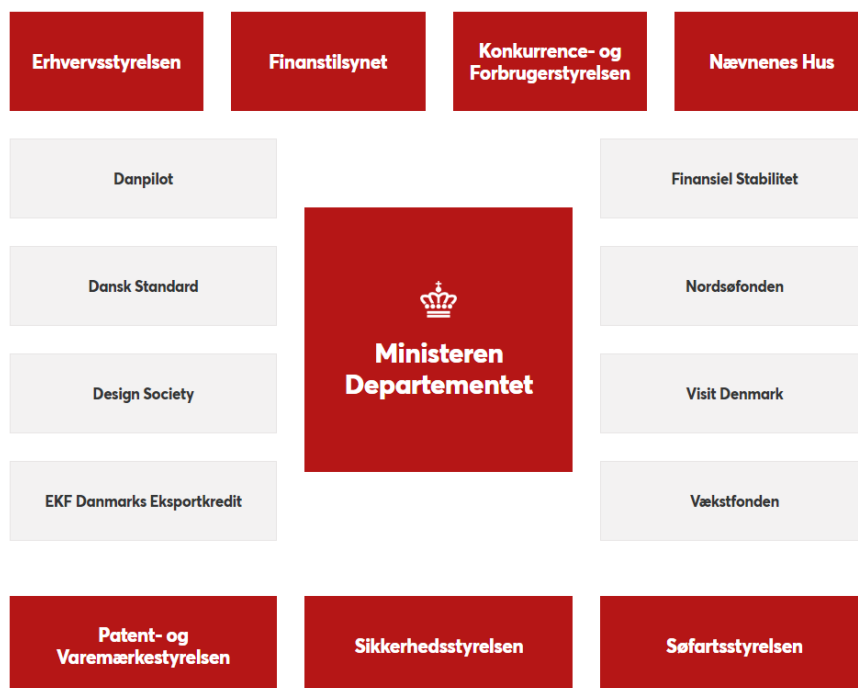 Erhvervsstyrelsen
Finanstilsynet
Konkurrence- og
Forbrugerstyrelsen
Nævnenes Hus
Danpilot
Finansiel Stabilitet
Dansk Standard
Nordsøfonden
Ministeren
Departementet
Design Society
Visit Denmark
EKF Danmarks Eksportkredit
Vækstfonden
Patent- og
Varemærkestyrelsen
Sikkerhedsstyrelsen
Søfartsstyrelsen